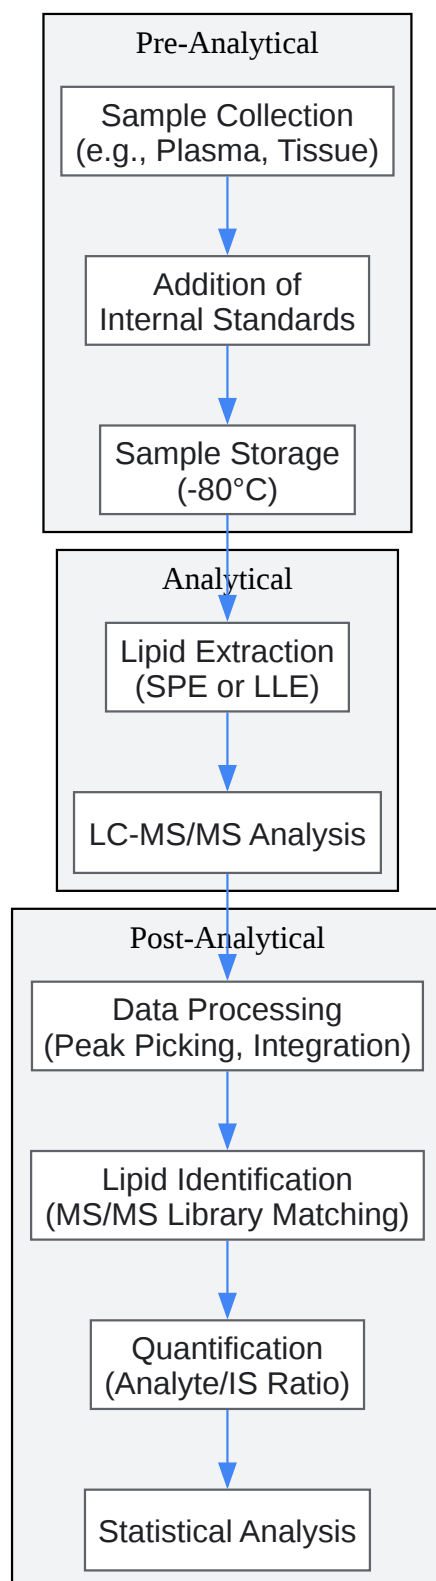 Pre-Analytical
Sample Collection
(e.g., Plasma, Tissue)
Addition of
Internal Standards
Sample Storage
(-80°C)
Analytical
Lipid Extraction
(SPE or LLE)
LC-MS/MS Analysis
Post-Analytical
Data Processing
(Peak Picking, Integration)
Lipid Identification
(MS/MS Library Matching)
Quantification
(Analyte/IS Ratio)
Statistical Analysis